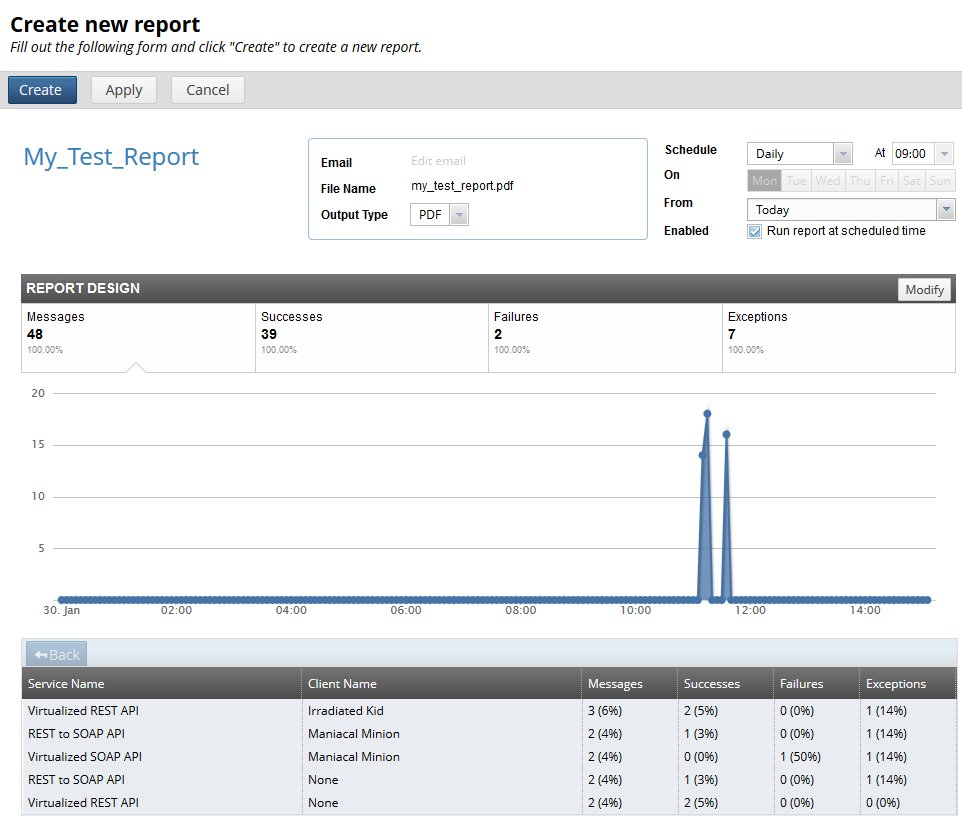 Create new report
Fill out the following form and click "Create" to create a new report.
Create Apply Cancel
My_Test_Report
Email Edit email
File Name my_test_report.pdf
Output Type PDF
Schedule Daily At 09:00
On Mon Tue Wed Thu Fri Sat Sun
From Today
Enabled Run report at scheduled time
REPORT DESIGN Modify
Messages Successes Failures Exceptions
48 39 2 7
100.00% 100.00% 100.00% 100.00%
20
15
10
5
30. Jan 02:00 04:00 06:00 08:00 10:00 12:00 14:00
Back
Service Name Client Name Messages Successes Failures Exceptions
Virtualized REST API Irradiated Kid 3 (6%) 2 (5%) 0 (0%) 1 (14%)
REST to SOAP API Maniacal Minion 2 (4%) 1 (3%) 0 (0%) 1 (14%)
Virtualized SOAP API Maniacal Minion 2 (4%) 0 (0%) 1 (50%) 1 (14%)
REST to SOAP API None 2 (4%) 1 (3%) 0 (0%) 1 (14%)
Virtualized REST API None 2 (4%) 2 (5%) 0 (0%) 0 (0%)